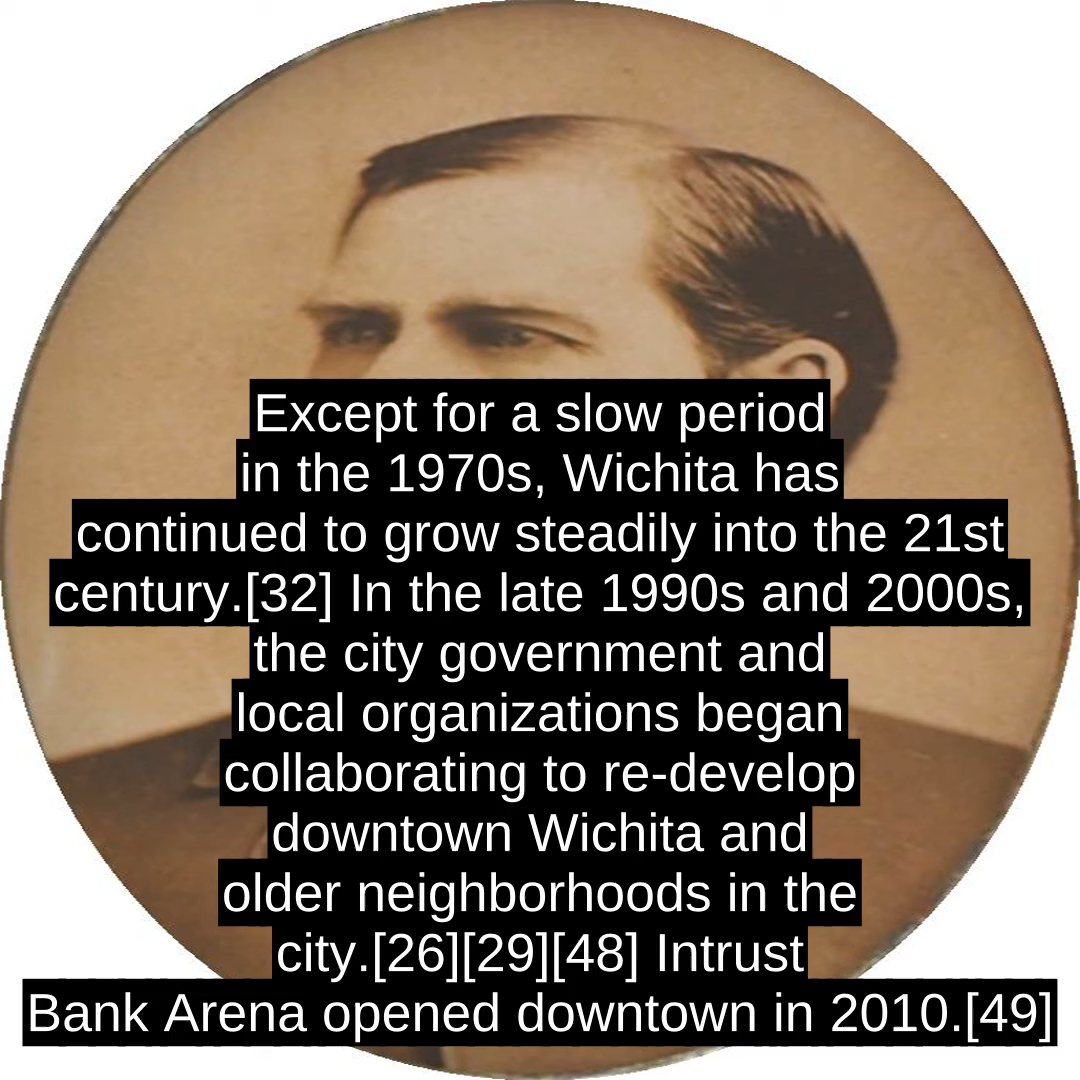 Except for a slow period
in the 1970s, Wichita has
continued to grow steadily into the 21st
century.[32] In the late 1990s and 2000s,
the city government and
local organizations began
collaborating to re-develop
downtown Wichita and
older neighborhoods in the
city.[26][29][48] Intrust
Bank Arena opened downtown in 2010.[49]